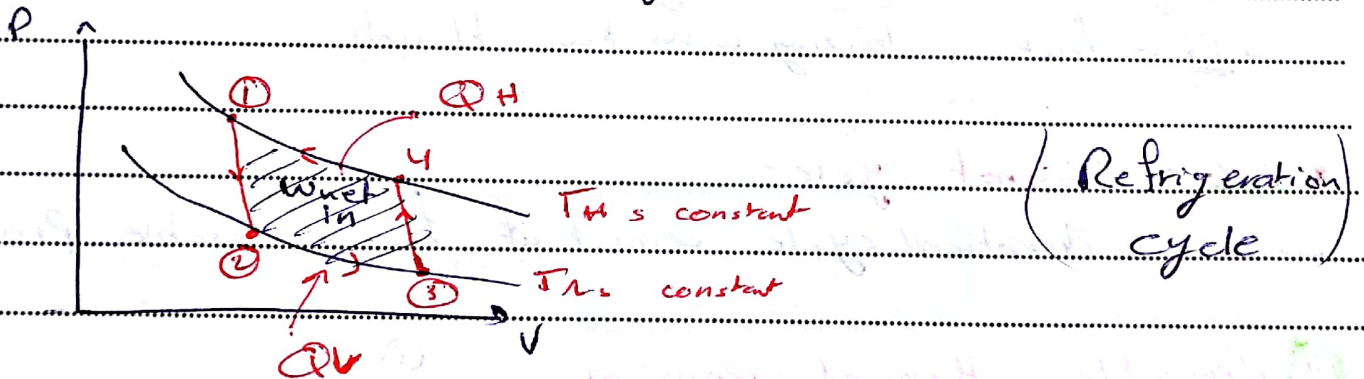 P
① QH
4
Wnet
in
TH = constant
② ③
TL = constant
V
QL
(Refrigeration
cycle)